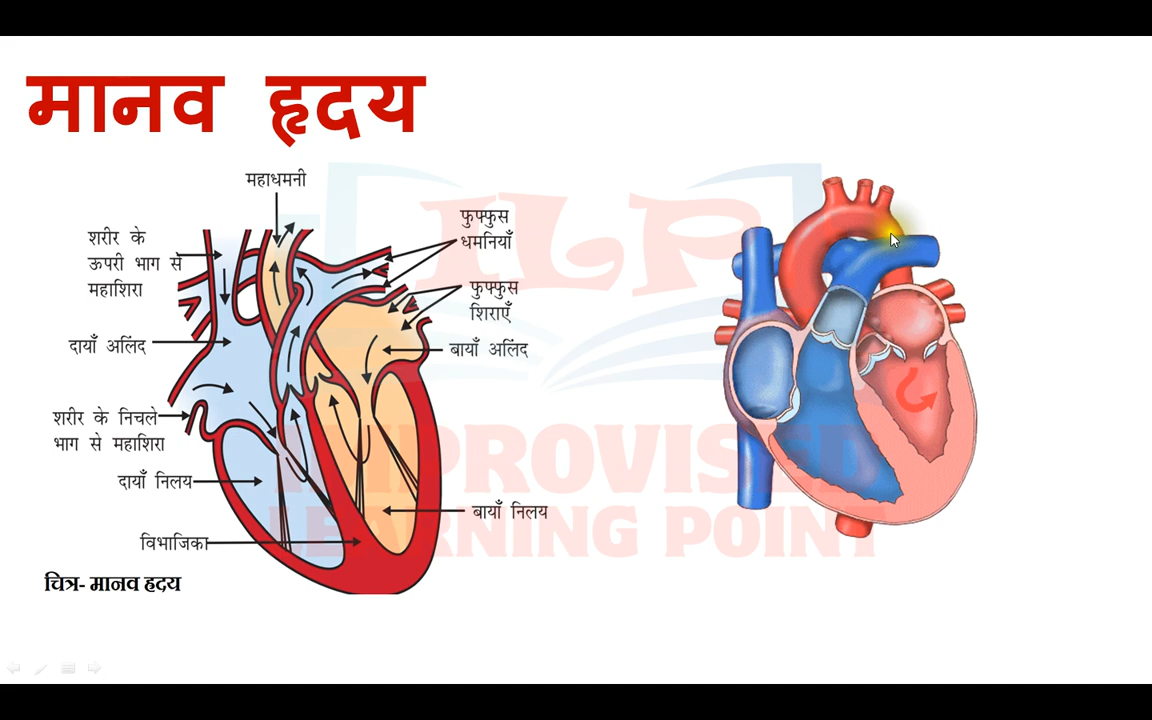 मानव हृदय
महाधमनी
शरीर के
ऊपरी भाग से
महाशिरा
फुफ्फुस
धमनियाँ
फुफ्फुस
शिराएँ
दायाँ अलिंद
बायाँ अलिंद
शरीर के निचले
भाग से महाशिरा
दायाँ निलय
बायाँ निलय
विभाजिका
चित्र- मानव हृदय
ILP
IMPROVISED
LEARNING POINT